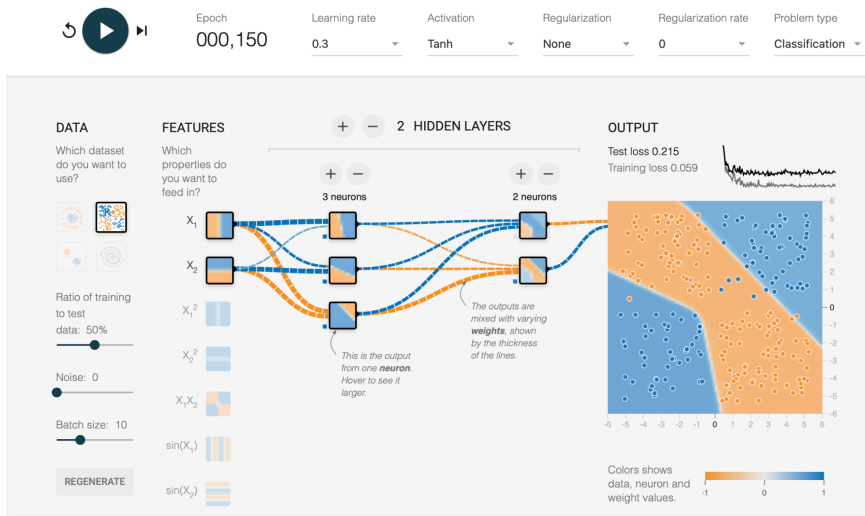 Epoch
000,150
Learning rate
0.3
Activation
Tanh
Regularization
None
Regularization rate
0
Problem type
Classification
DATA
Which dataset
do you want to
use?
Ratio of training
to test
data: 50%
Noise: 0
Batch size: 10
REGENERATE
FEATURES
Which
properties do
you want to
feed in?
X₁
X₂
X₁²
X₂²
X₁X₂
sin(X₁)
sin(X₂)
+ − 2 HIDDEN LAYERS
+ −
3 neurons
+ −
2 neurons
This is the output
from one neuron.
Hover to see it
larger.
The outputs are
mixed with varying
weights, shown
by the thickness
of the lines.
OUTPUT
Test loss 0.215
Training loss 0.059
6
5
4
3
2
1
0
-1
-2
-3
-4
-5
-6
-6 -5 -4 -3 -2 -1 0 1 2 3 4 5 6
Colors shows
data, neuron and
weight values.
-1 0 1